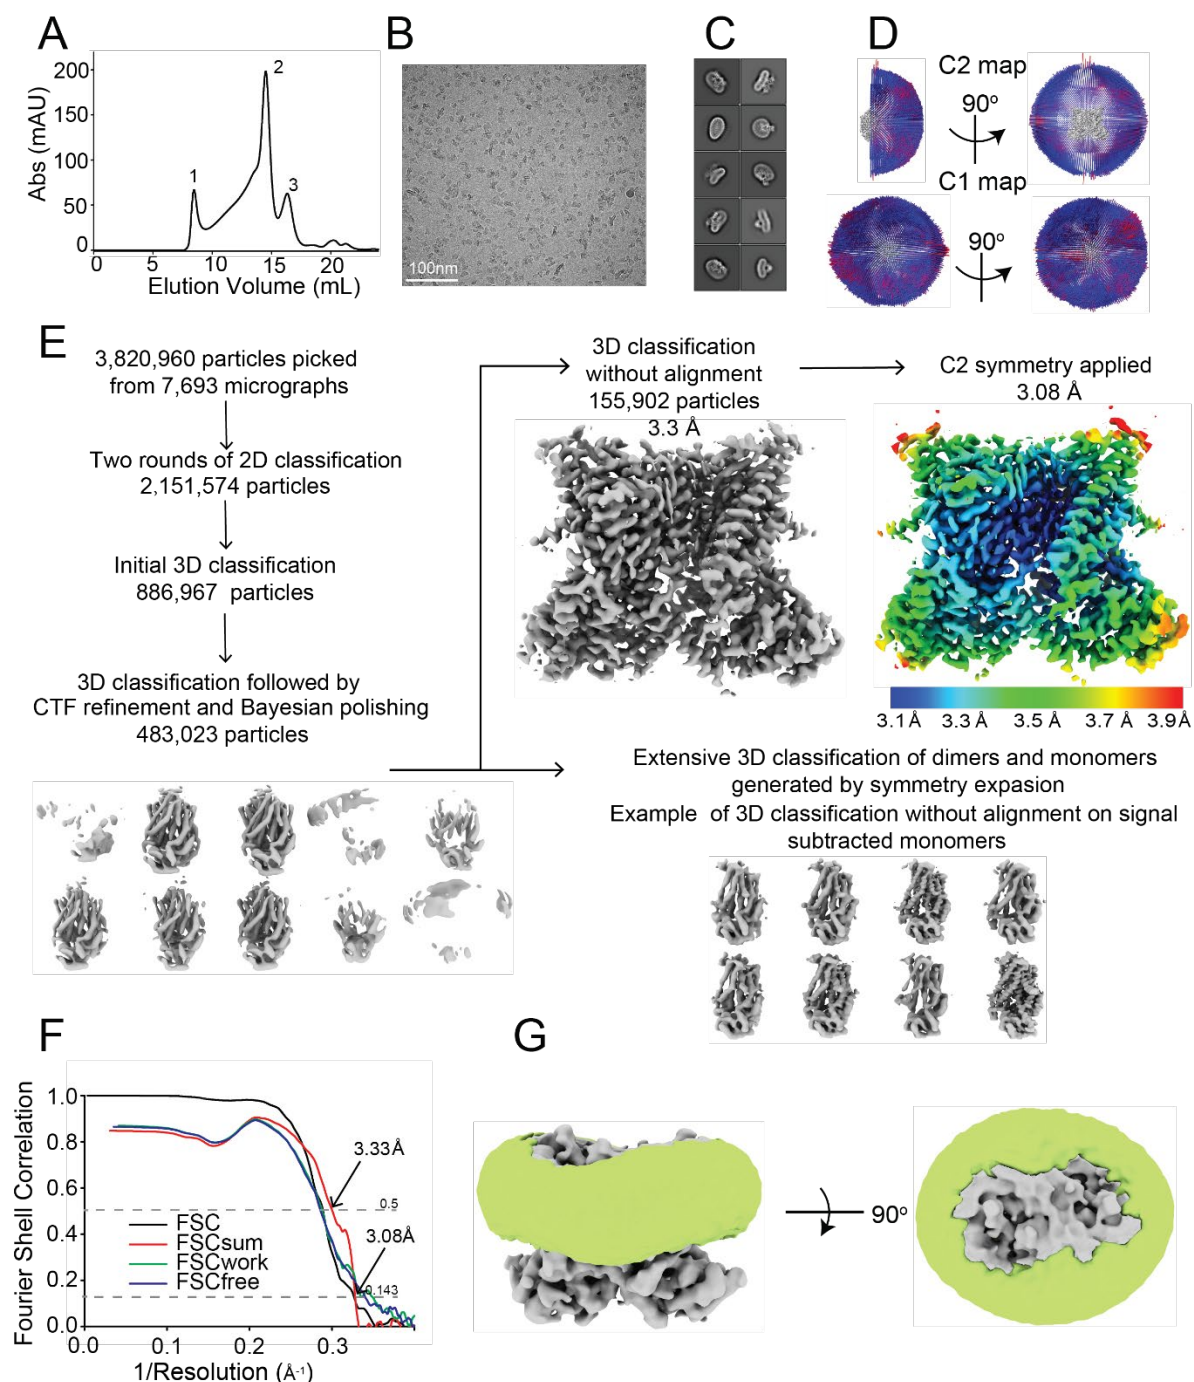 A
B
C
D
200
150
100
50
0
Abs (mAU)
1
2
3
0
5
10
15
20
Elution Volume (mL)
100nm
C2 map
90°
C1 map
90°
E
3,820,960 particles picked
from 7,693 micrographs
Two rounds of 2D classification
2,151,574 particles
Initial 3D classification
886,967 particles
3D classification followed by
CTF refinement and Bayesian polishing
483,023 particles
3D classification
without alignment
155,902 particles
3.3 Å
C2 symmetry applied
3.08 Å
3.1 Å 3.3 Å 3.5 Å 3.7 Å 3.9 Å
Extensive 3D classification of dimers and monomers
generated by symmetry expasion
Example of 3D classification without alignment on signal
subtracted monomers
F
Fourier Shell Correlation
1.0
0.8
0.6
0.4
0.2
0.0
3.33Å
0.5
3.08Å
0.143
FSC
FSCsum
FSCwork
FSCfree
0.0 0.1 0.2 0.3
1/Resolution (Å-1)
G
90°